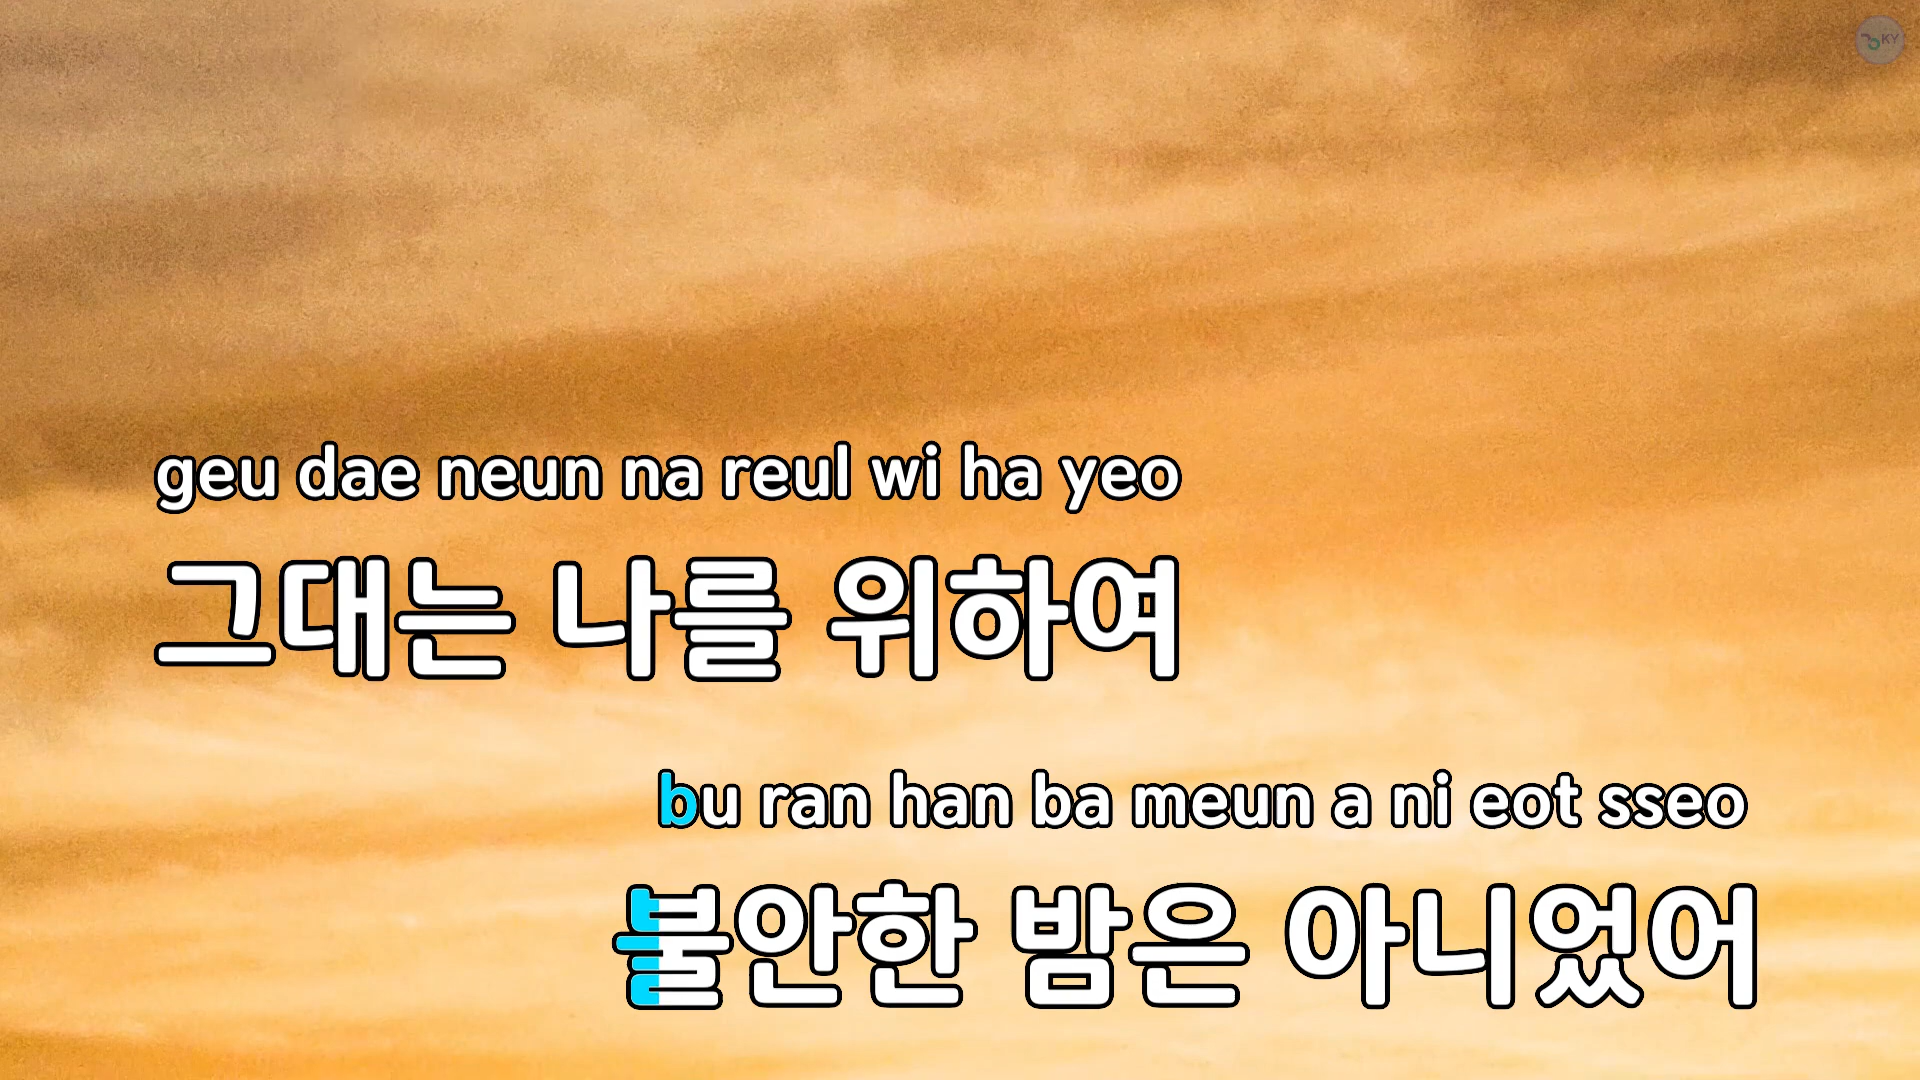 KY
geu dae neun na reul wi ha yeo
그대는 나를 위하여
bu ran han ba meun a ni eot sseo
불안한 밤은 아니었어